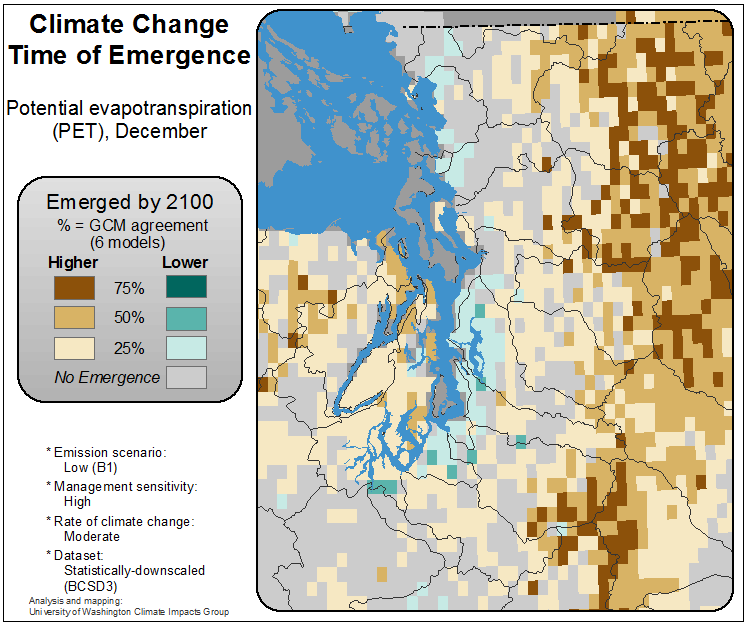 Climate Change
Time of Emergence
Potential evapotranspiration
(PET), December
Emerged by 2100
% = GCM agreement
(6 models)
Higher Lower
75%
50%
25%
No Emergence
* Emission scenario:
Low (B1)
* Management sensitivity:
High
* Rate of climate change:
Moderate
* Dataset:
Statistically-downscaled
(BCSD3)
Analysis and mapping:
University of Washington Climate Impacts Group